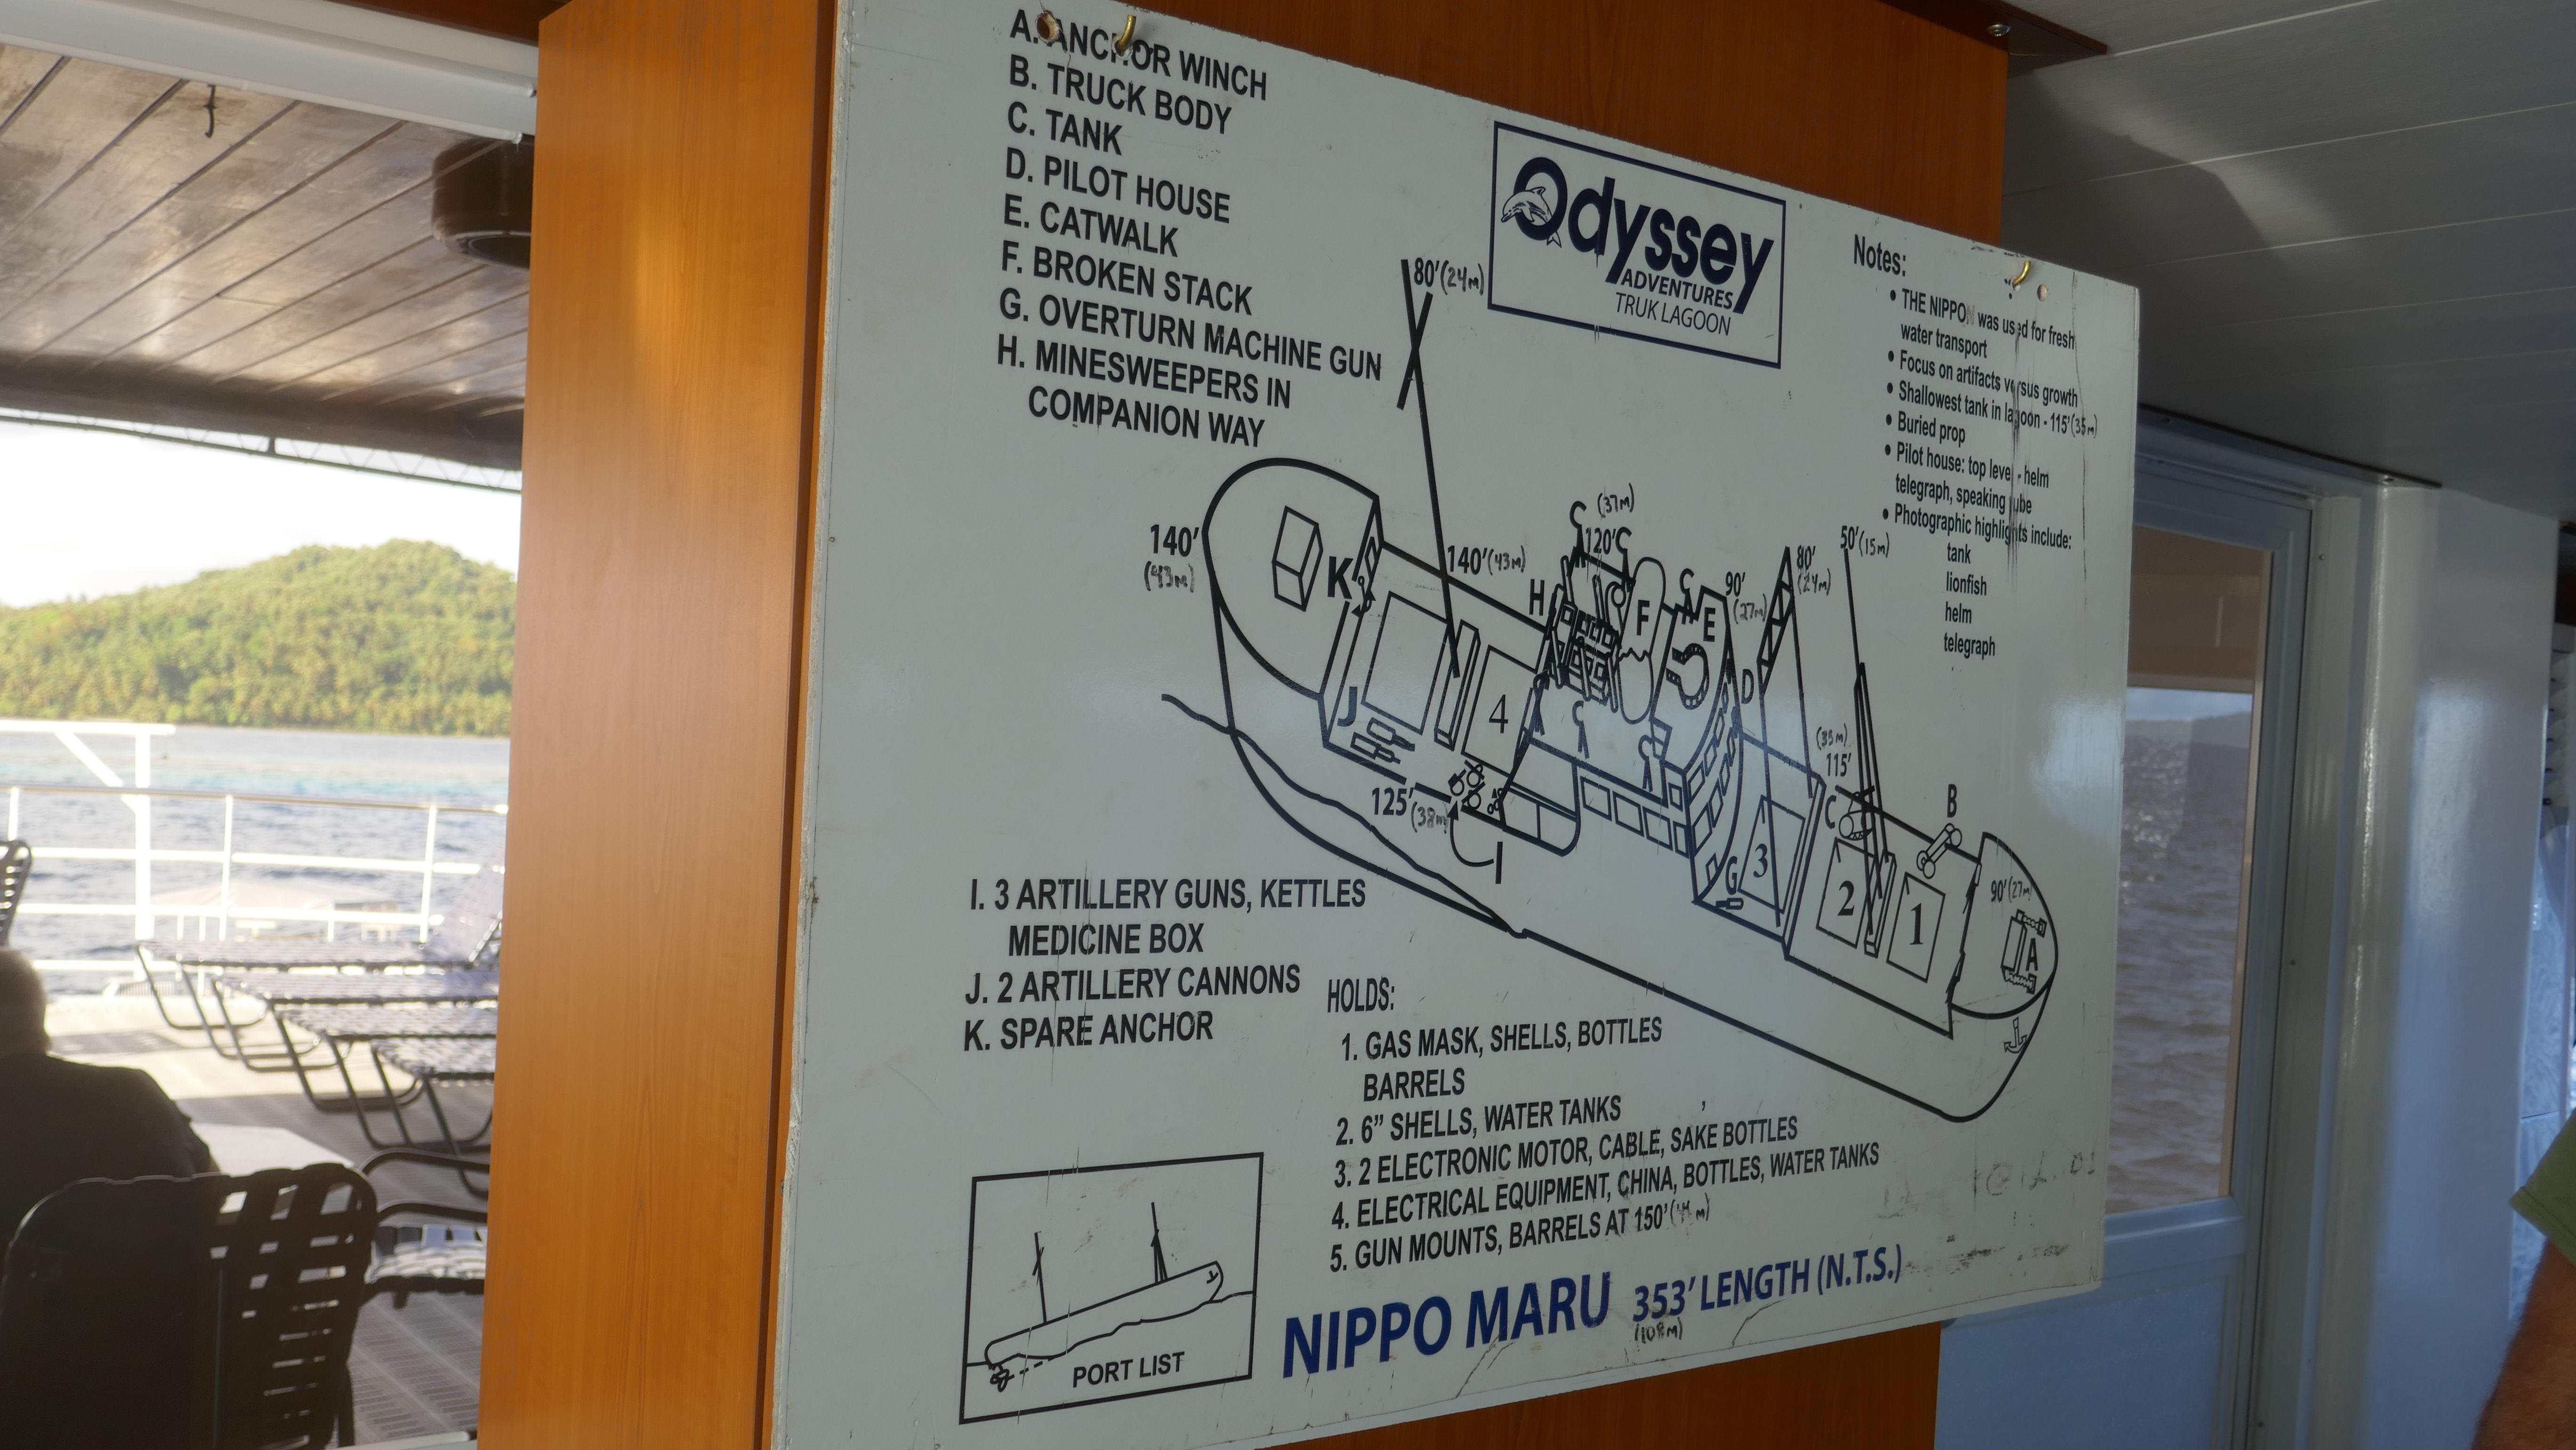 A. ANCHOR WINCH
B. TRUCK BODY
C. TANK
D. PILOT HOUSE
E. CATWALK
F. BROKEN STACK
G. OVERTURN MACHINE GUN
H. MINESWEEPERS IN
COMPANION WAY
Odyssey
ADVENTURES
TRUK LAGOON
Notes:
• THE NIPPO was used for fresh
water transport
• Focus on artifacts versus growth
• Shallowest tank in lagoon - 115' (35m)
• Buried prop
• Pilot house: top level - helm
telegraph, speaking tube
• Photographic highlights include:
tank
lionfish
helm
telegraph
80' (24m)
140'
(43m)
K
140' (43m)
H
C
(37m)
120'
C
F
C
E
90'
(27m)
80'
(24m)
50' (15m)
D
J
4
5
C
125' (38m)
I
(35m)
115'
C
B
G
3
2
1
90' (27m)
A
I. 3 ARTILLERY GUNS, KETTLES
MEDICINE BOX
J. 2 ARTILLERY CANNONS
K. SPARE ANCHOR
HOLDS:
1. GAS MASK, SHELLS, BOTTLES
BARRELS
2. 6” SHELLS, WATER TANKS
3. 2 ELECTRONIC MOTOR, CABLE, SAKE BOTTLES
4. ELECTRICAL EQUIPMENT, CHINA, BOTTLES, WATER TANKS
5. GUN MOUNTS, BARRELS AT 150'
PORT LIST
NIPPO MARU 353' LENGTH (N.T.S.)
(108m)